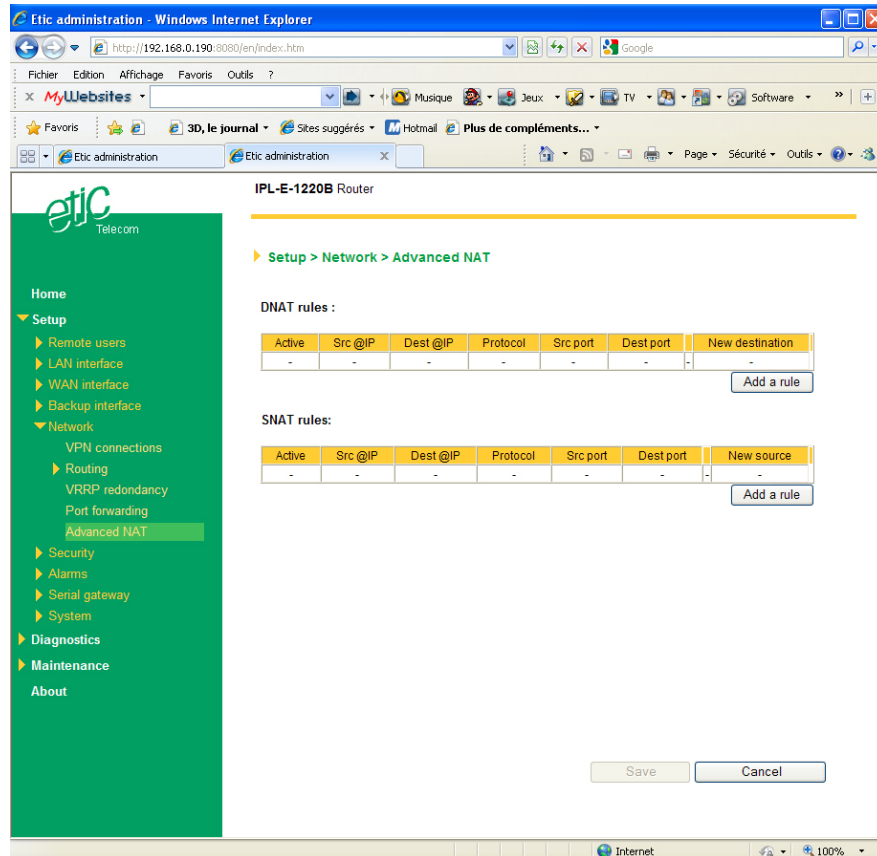 Etic administration - Windows Internet Explorer
http://192.168.0.190:8080/en/index.htm
Google
Fichier Edition Affichage Favoris Outils ?
x MyWebsites Musique Jeux TV Software »
Favoris 3D, le journal Sites suggérés Hotmail Plus de compléments...
Etic administration Etic administration x Page Sécurité Outils
etic
Telecom
IPL-E-1220B Router
Setup > Network > Advanced NAT
Home
Setup
Remote users
LAN interface
WAN interface
Backup interface
Network
VPN connections
Routing
VRRP redondancy
Port forwarding
Advanced NAT
Security
Alarms
Serial gateway
System
Diagnostics
Maintenance
About
DNAT rules :
Active Src @IP Dest @IP Protocol Src port Dest port New destination
- - - - - - - -
Add a rule
SNAT rules:
Active Src @IP Dest @IP Protocol Src port Dest port New source
- - - - - - - -
Add a rule
Save Cancel
Internet 100%